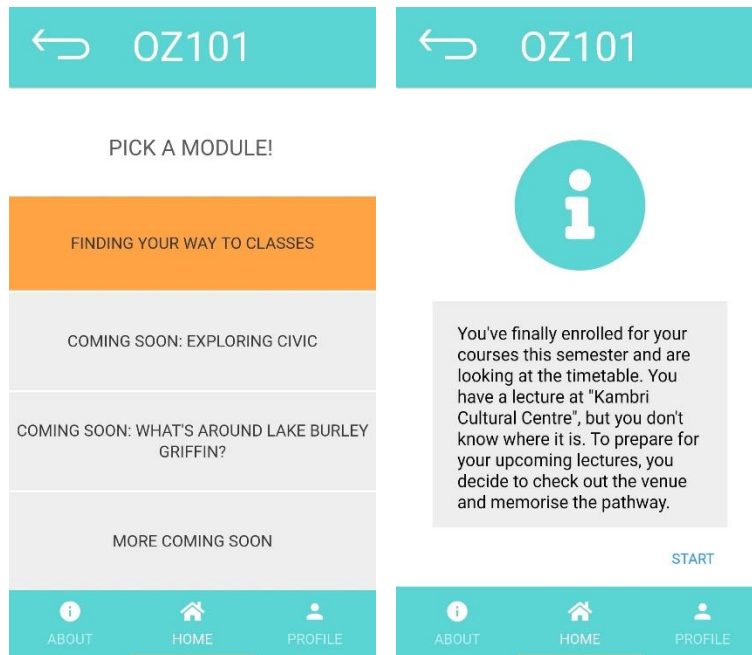 OZ101
PICK A MODULE!
FINDING YOUR WAY TO CLASSES
COMING SOON: EXPLORING CIVIC
COMING SOON: WHAT'S AROUND LAKE BURLEY
GRIFFIN?
MORE COMING SOON
ABOUT
HOME
PROFILE
OZ101
You've finally enrolled for your
courses this semester and are
looking at the timetable. You
have a lecture at "Kambri
Cultural Centre", but you don't
know where it is. To prepare for
your upcoming lectures, you
decide to check out the venue
and memorise the pathway.
START
ABOUT
HOME
PROFILE